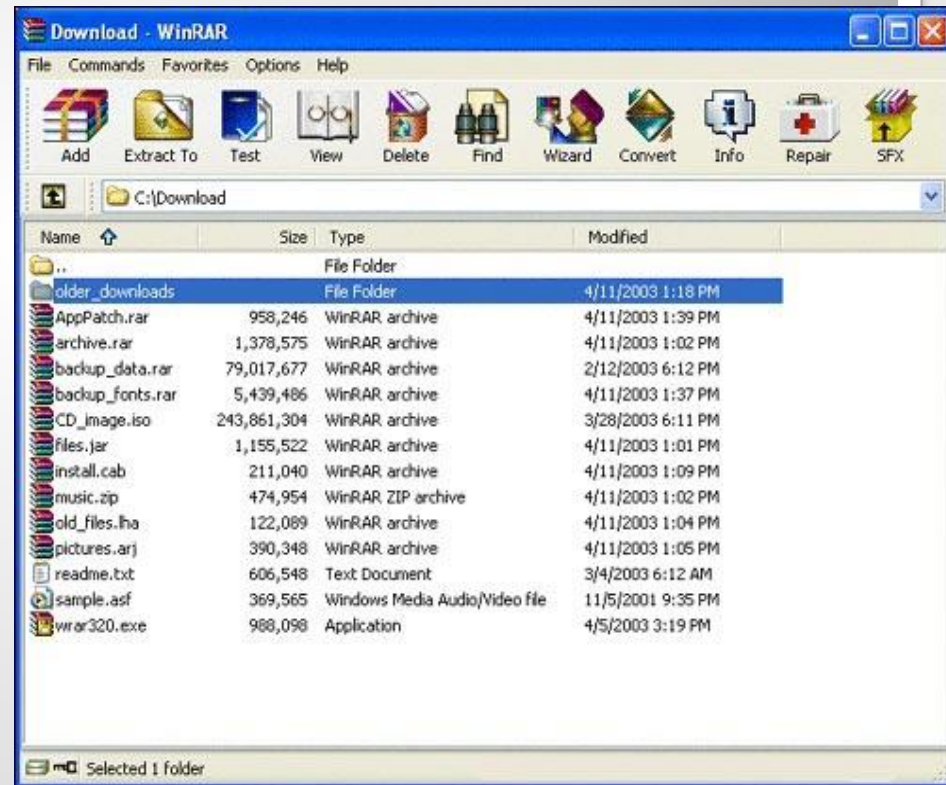 Download - WinRAR
File Commands Favorites Options Help
Add Extract To Test View Delete Find Wizard Convert Info Repair SFX
C:\Download
Name Size Type Modified
.. File Folder
older_downloads File Folder 4/11/2003 1:18 PM
AppPatch.rar 958,246 WinRAR archive 4/11/2003 1:39 PM
archive.rar 1,378,575 WinRAR archive 4/11/2003 1:02 PM
backup_data.rar 79,017,677 WinRAR archive 2/12/2003 6:12 PM
backup_fonts.rar 5,439,486 WinRAR archive 4/11/2003 1:37 PM
CD_image.iso 243,861,304 WinRAR archive 3/28/2003 6:11 PM
files.jar 1,155,522 WinRAR archive 4/11/2003 1:01 PM
install.cab 211,040 WinRAR archive 4/11/2003 1:09 PM
music.zip 474,954 WinRAR ZIP archive 4/11/2003 1:02 PM
old_files.lha 122,089 WinRAR archive 4/11/2003 1:04 PM
pictures.arj 390,348 WinRAR archive 4/11/2003 1:05 PM
readme.txt 606,548 Text Document 3/4/2003 6:12 AM
sample.asf 369,565 Windows Media Audio/Video file 11/5/2001 9:35 PM
wrar320.exe 988,098 Application 4/5/2003 3:19 PM
Selected 1 folder